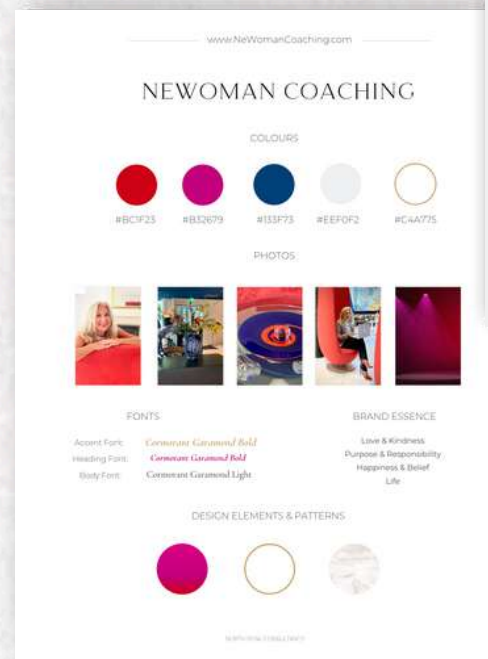 www.NeWomanCoaching.com
NEWOMAN COACHING
COLOURS
#BC1F23 #B32679 #133F73 #EEF0F2 #C4A775
PHOTOS
FONTS
Accent Font: Cormorant Garamond Bold
Heading Font: Cormorant Garamond Bold
Body Font: Cormorant Garamond Light
BRAND ESSENCE
Love & Kindness
Purpose & Responsibility
Happiness & Belief
Life
DESIGN ELEMENTS & PATTERNS